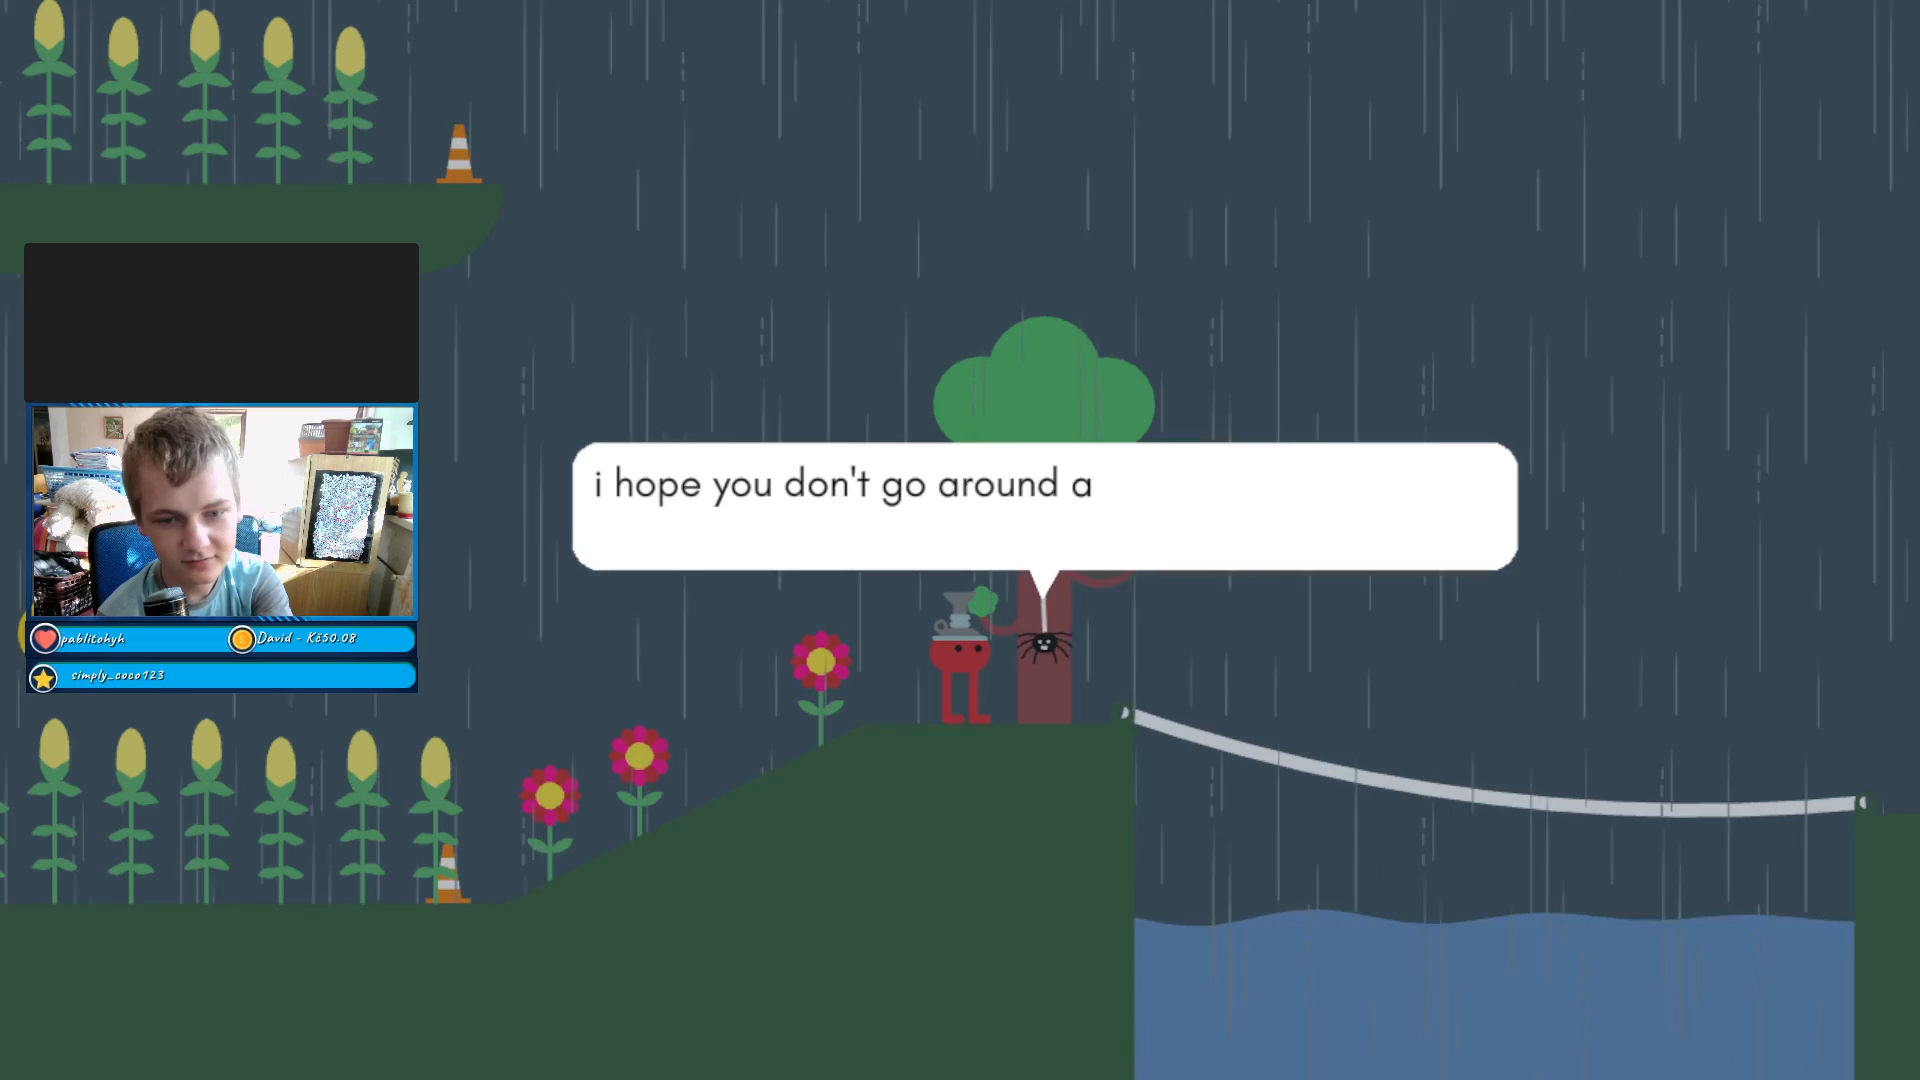 pablitohyh
David - Kč50.08
simply_coco123
i hope you don't go around a